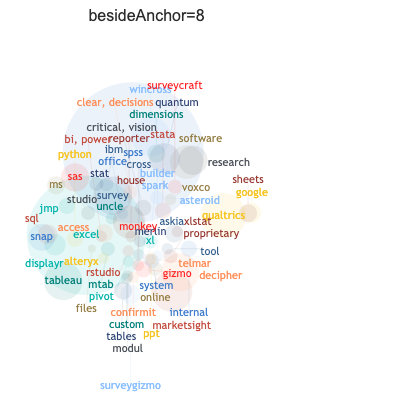 besideAnchor=8
wincross
surveycraft
clear, decisions
quantum
dimensions
critical, vision
bi, power
reporter
stata
software
ibm
spss
python
office
cross
research
sas
stat
builder
house
spark
voxco
sheets
ms
google
studio
survey
asteroid
jmp
uncle
sql
qualtrics
access
monkey
askia
xlstat
snap
excel
merlin
proprietary
xl
tool
displayr
alteryx
telmar
tableau
rstudio
gizmo
decipher
mtab
system
pivot
online
files
confirmit
internal
custom
marketsight
tables
ppt
modul
surveygizmo